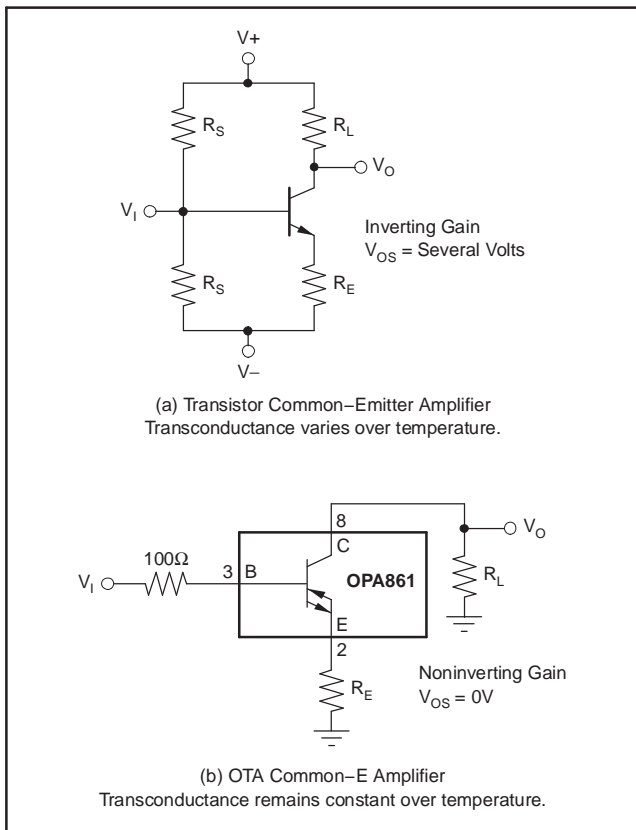 V+
R_S
R_L
V_O
V_I
Inverting Gain
V_OS = Several Volts
R_S
R_E
V−
(a) Transistor Common−Emitter Amplifier
Transconductance varies over temperature.
8
V_O
C
100Ω
V_I
3
B
OPA861
R_L
E
2
R_E
Noninverting Gain
V_OS = 0V
(b) OTA Common−E Amplifier
Transconductance remains constant over temperature.